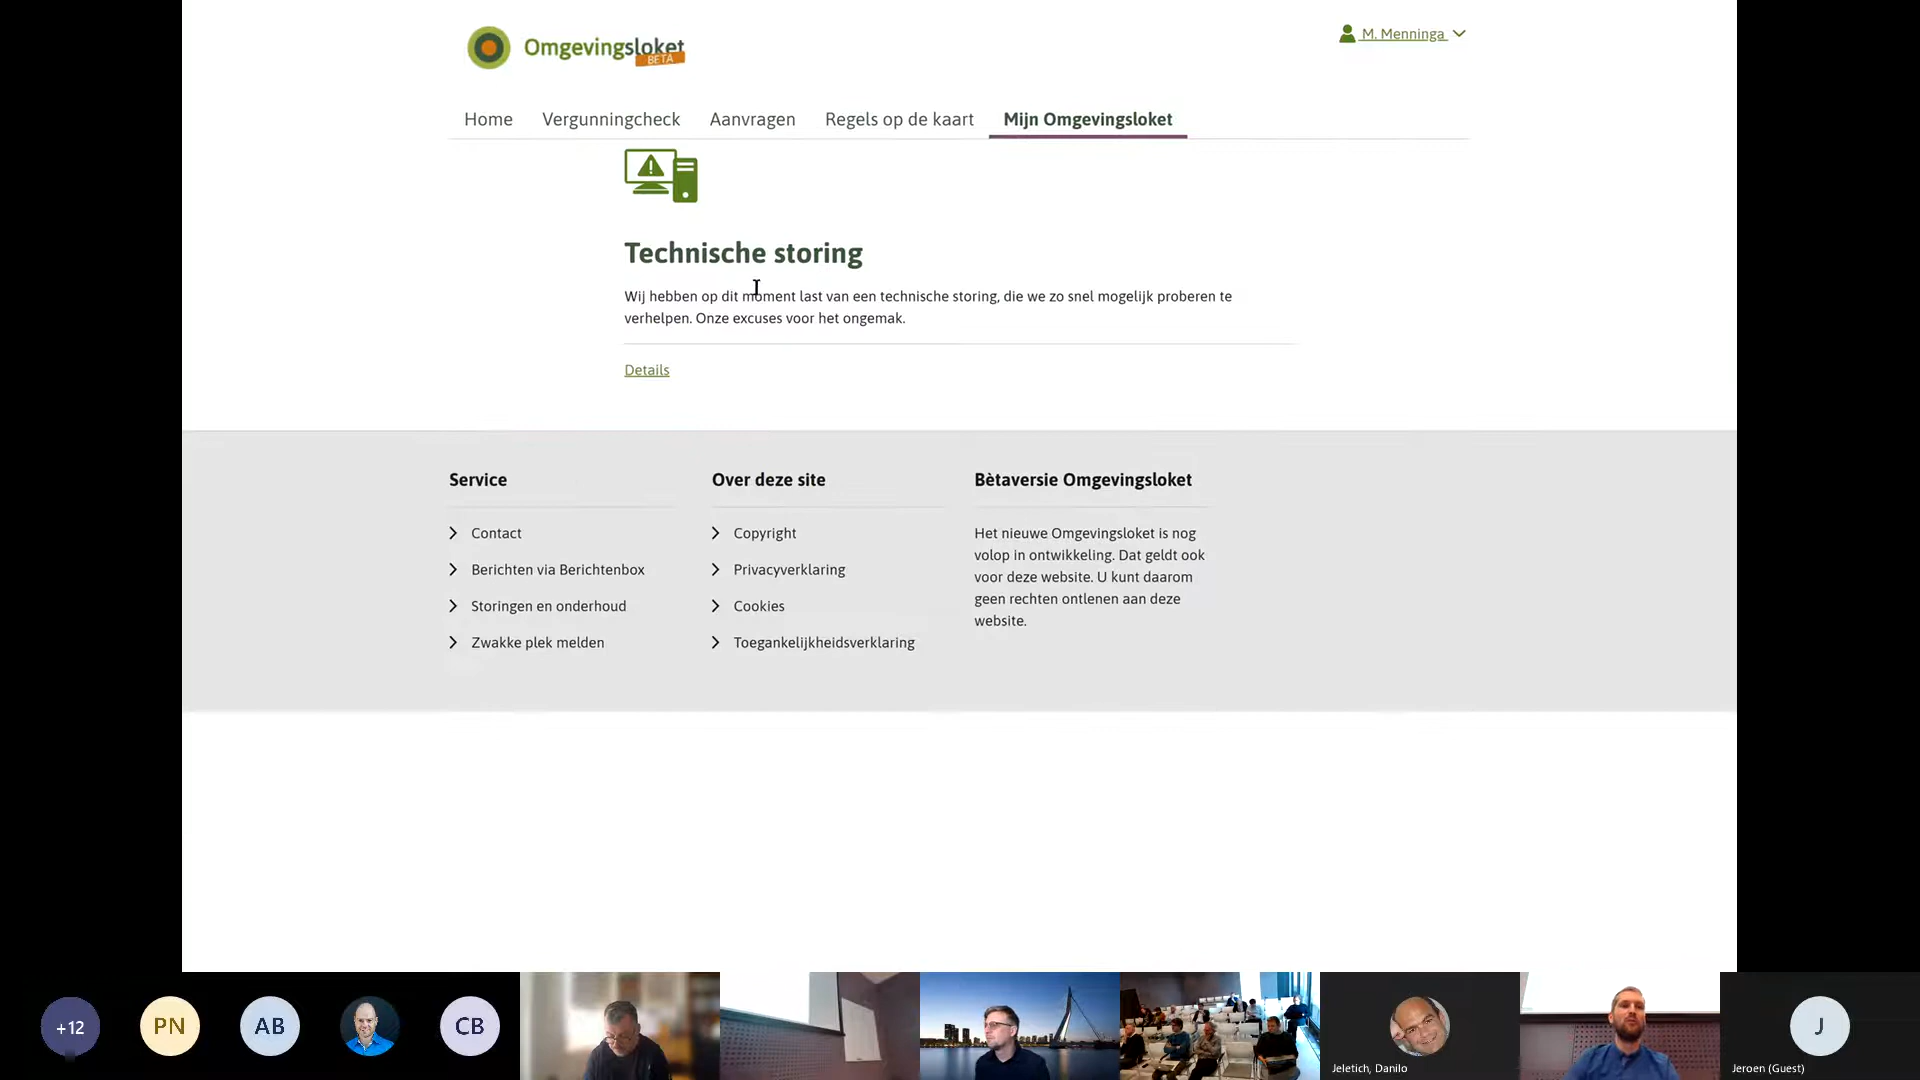 Omgevingsloket
BETA
M. Menninga
Home
Vergunningcheck
Aanvragen
Regels op de kaart
Mijn Omgevingsloket
Technische storing
Wij hebben op dit moment last van een technische storing, die we zo snel mogelijk proberen te
verhelpen. Onze excuses voor het ongemak.
Details
Service
Contact
Berichten via Berichtenbox
Storingen en onderhoud
Zwakke plek melden
Over deze site
Copyright
Privacyverklaring
Cookies
Toegankelijkheidsverklaring
Bètaversie Omgevingsloket
Het nieuwe Omgevingsloket is nog
volop in ontwikkeling. Dat geldt ook
voor deze website. U kunt daarom
geen rechten ontlenen aan deze
website.
+12
PN
AB
CB
Jeletich, Danilo
J
Jeroen (Guest)